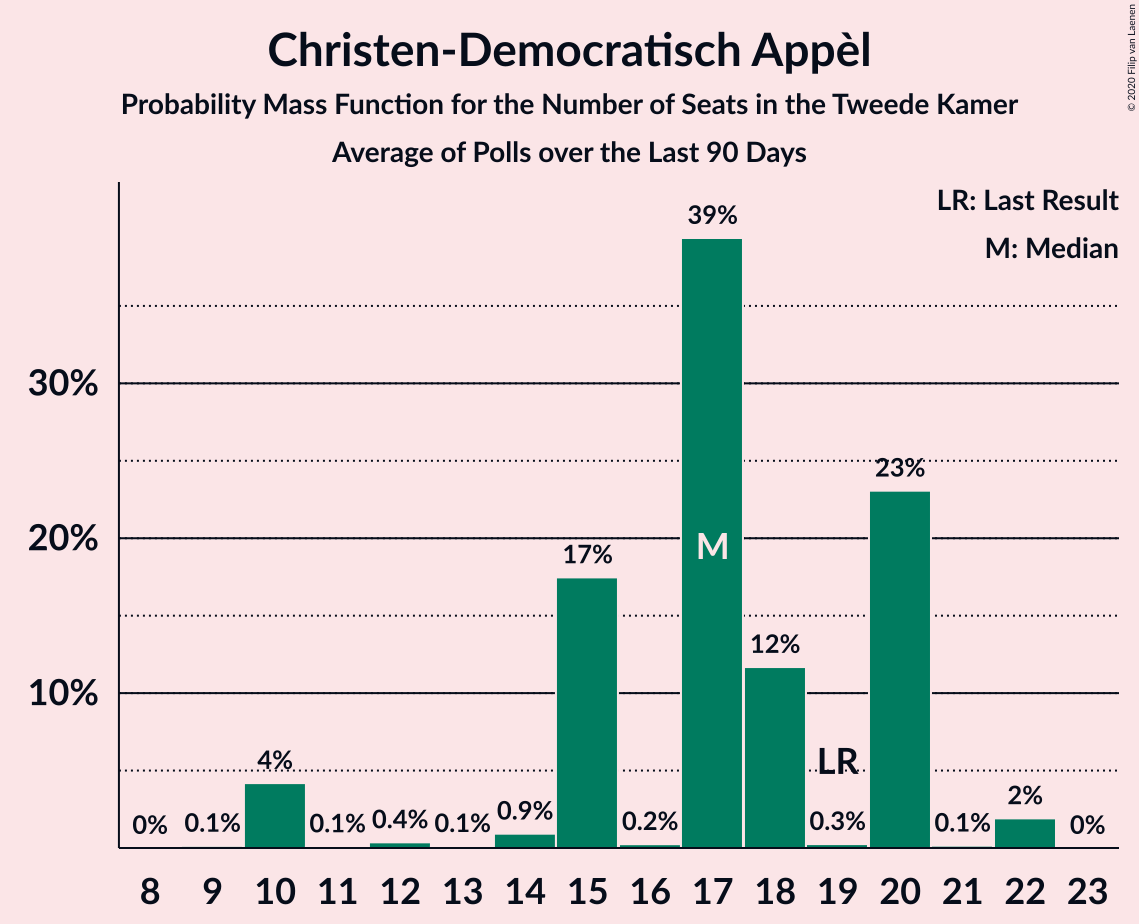 Christen-Democratisch Appèl
Probability Mass Function for the Number of Seats in the Tweede Kamer
Average of Polls over the Last 90 Days
© 2020 Filip van Laenen
LR: Last Result
M: Median
39%
30%
23%
20%
17%
M
12%
10%
4%
LR
2%
0%
0.1%
0.1%
0.4%
0.1%
0.9%
0.2%
0.3%
0.1%
0%
8 9 10 11 12 13 14 15 16 17 18 19 20 21 22 23